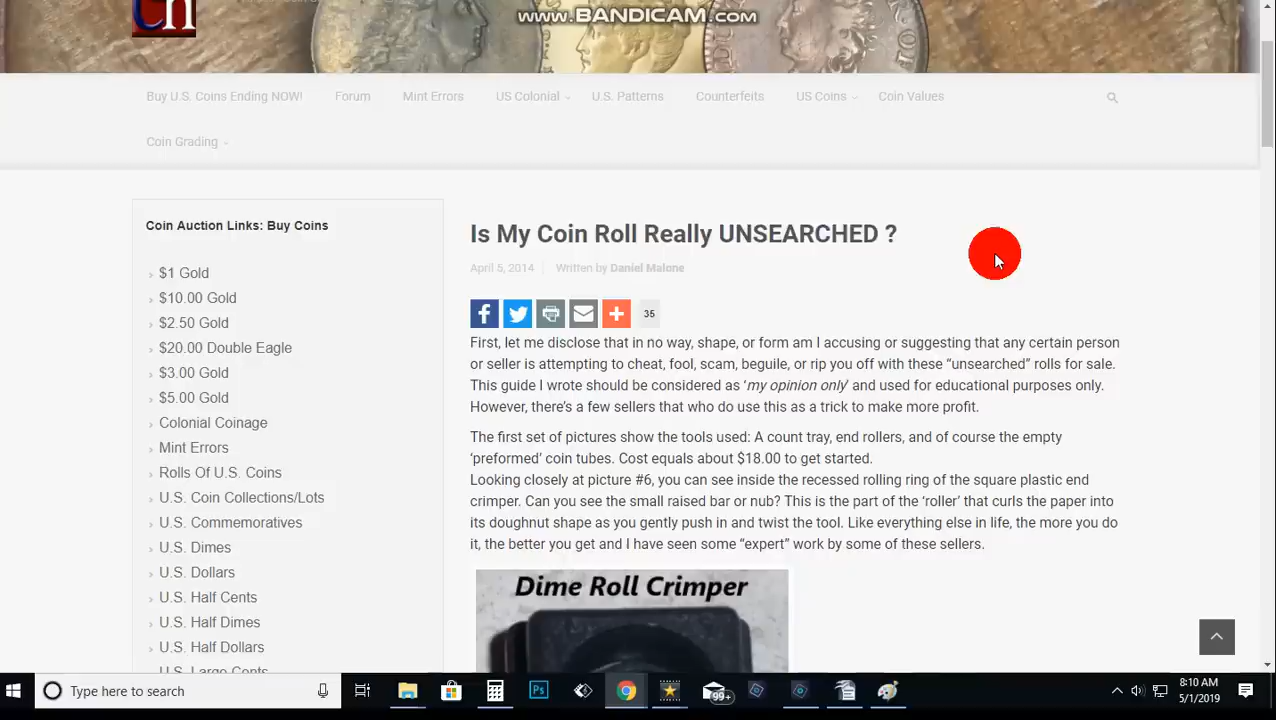 www.BANDICAM.com
Cn
Buy U.S. Coins Ending NOW! Forum Mint Errors US Colonial U.S. Patterns Counterfeits US Coins Coin Values
Coin Grading
Coin Auction Links: Buy Coins
$1 Gold
$10.00 Gold
$2.50 Gold
$20.00 Double Eagle
$3.00 Gold
$5.00 Gold
Colonial Coinage
Mint Errors
Rolls Of U.S. Coins
U.S. Coin Collections/Lots
U.S. Commemoratives
U.S. Dimes
U.S. Dollars
U.S. Half Cents
U.S. Half Dimes
U.S. Half Dollars
U.S. Large Cents
Is My Coin Roll Really UNSEARCHED ?
April 5, 2014 Written by Daniel Malone
35
First, let me disclose that in no way, shape, or form am I accusing or suggesting that any certain person
or seller is attempting to cheat, fool, scam, beguile, or rip you off with these “unsearched” rolls for sale.
This guide I wrote should be considered as ‘my opinion only’ and used for educational purposes only.
However, there’s a few sellers that who do use this as a trick to make more profit.
The first set of pictures show the tools used: A count tray, end rollers, and of course the empty
‘preformed’ coin tubes. Cost equals about $18.00 to get started.
Looking closely at picture #6, you can see inside the recessed rolling ring of the square plastic end
crimper. Can you see the small raised bar or nub? This is the part of the ‘roller’ that curls the paper into
its doughnut shape as you gently push in and twist the tool. Like everything else in life, the more you do
it, the better you get and I have seen some “expert” work by some of these sellers.
Dime Roll Crimper
Type here to search
Ps
99+
8:10 AM
5/1/2019